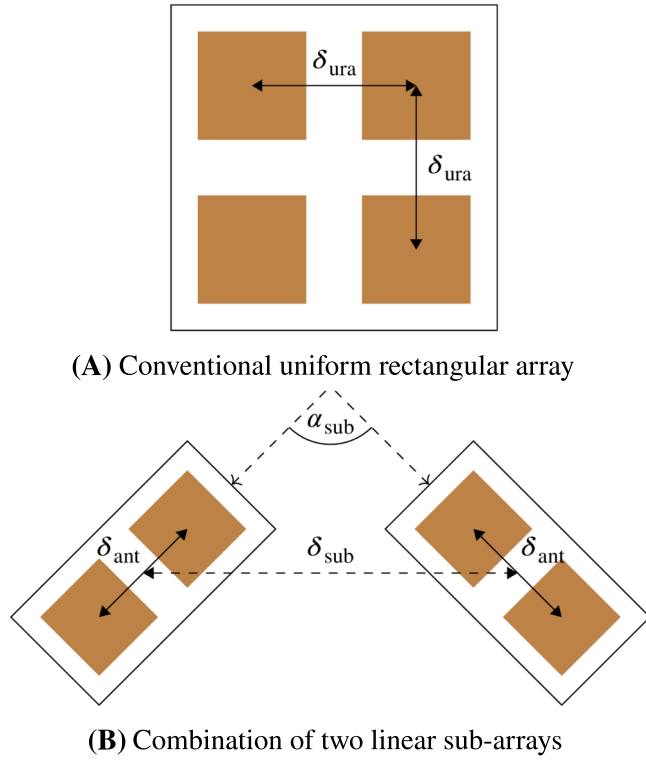 δura
δura
(A) Conventional uniform rectangular array
αsub
δant
δsub
δant
(B) Combination of two linear sub-arrays